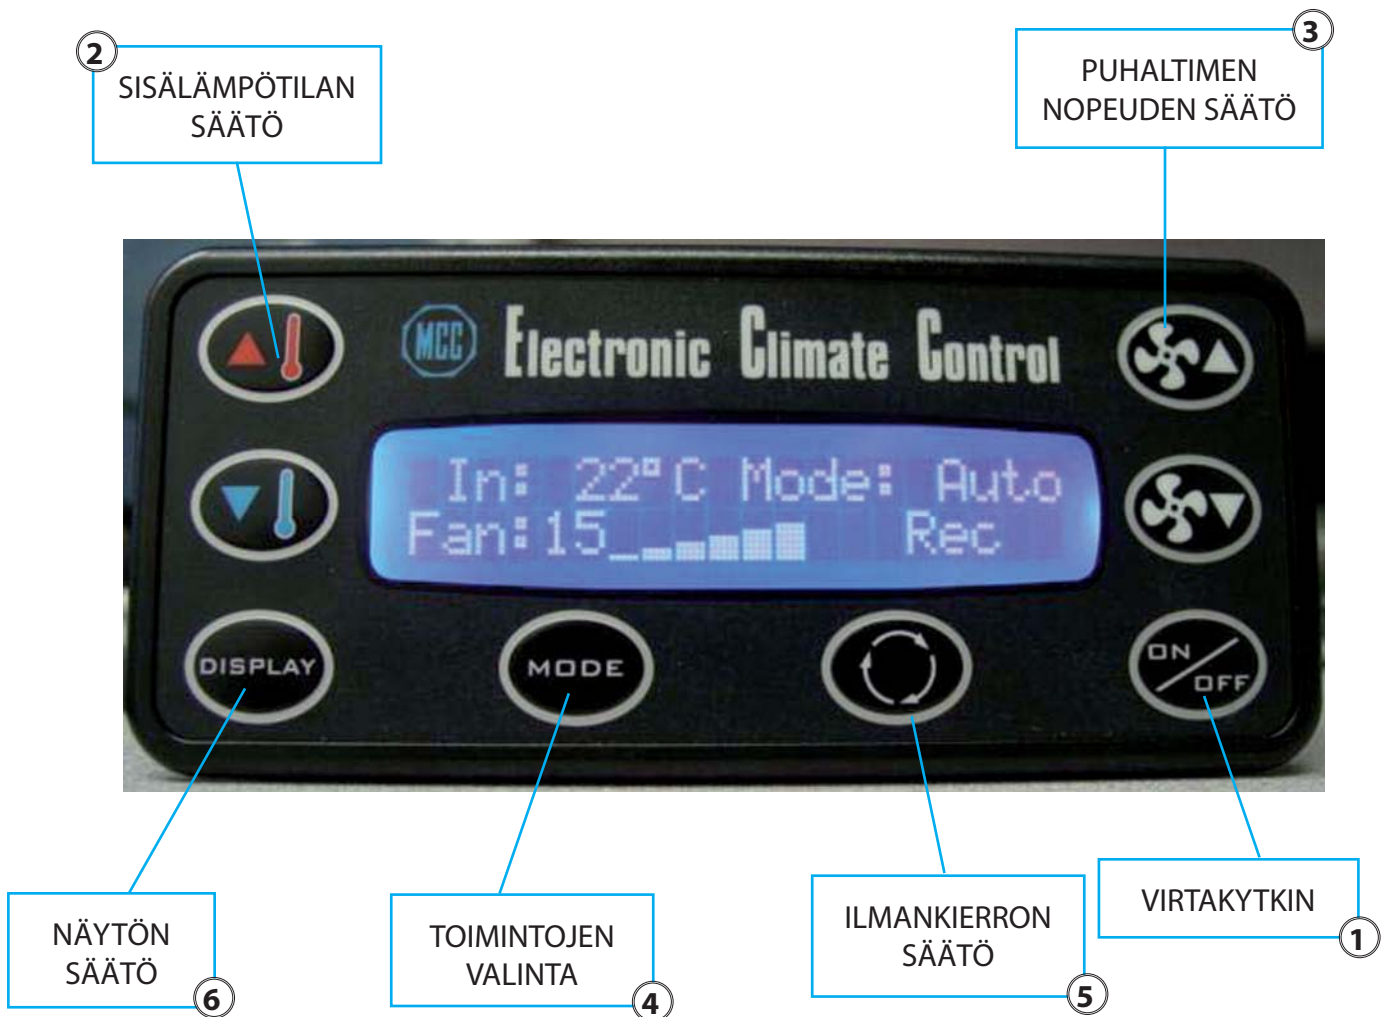 2
SISÄLÄMPÖTILAN
SÄÄTÖ
3
PUHALTIMEN
NOPEUDEN SÄÄTÖ
MCC Electronic Climate Control
In: 22°C Mode: Auto
Fan:15 Rec
DISPLAY
MODE
ON
OFF
NÄYTÖN
SÄÄTÖ
6
TOIMINTOJEN
VALINTA
4
ILMANKIERRON
SÄÄTÖ
5
VIRTAKYTKIN
1